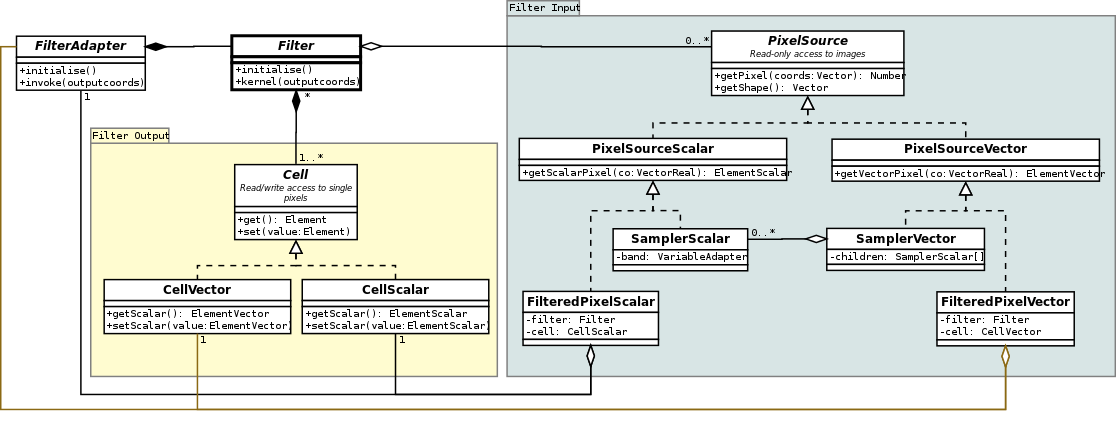 Filter Input
FilterAdapter
+initialise()
+invoke(outputcoords)
1
Filter
+initialise()
+kernel(outputcoords)
*
0..*
PixelSource
Read-only access to images
+getPixel(coords:Vector): Number
+getShape(): Vector
Filter Output
1..*
Cell
Read/write access to single
pixels
+get(): Element
+set(value:Element)
PixelSourceScalar
+getScalarPixel(co:VectorReal): ElementScalar
PixelSourceVector
+getVectorPixel(co:VectorReal): ElementVector
SamplerScalar
-band: VariableAdapter
0..*
SamplerVector
-children: SamplerScalar[]
CellVector
+getScalar(): ElementVector
+setScalar(value:ElementVector)
1
CellScalar
+getScalar(): ElementScalar
+setScalar(value:ElementScalar)
1
FilteredPixelScalar
-filter: Filter
-cell: CellScalar
FilteredPixelVector
-filter: Filter
-cell: CellVector